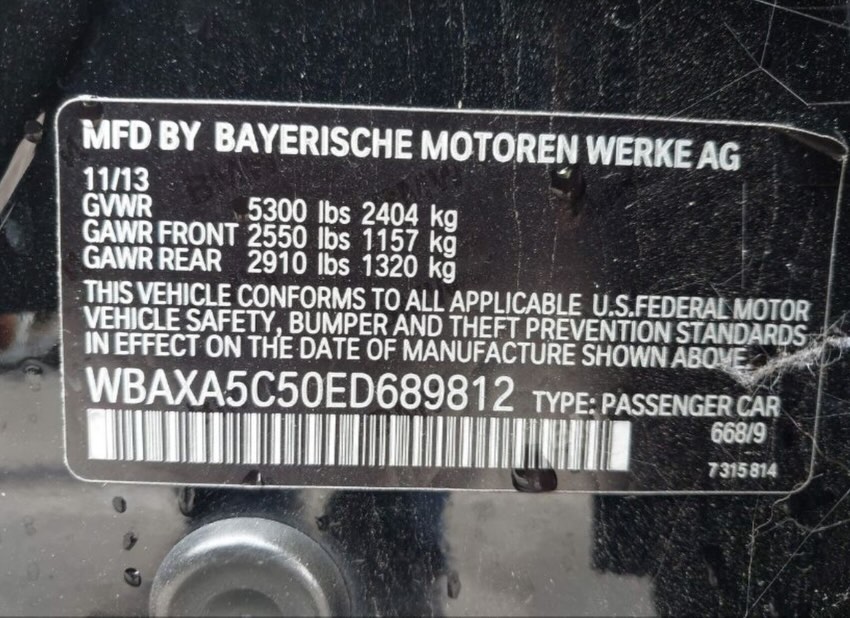 MFD BY BAYERISCHE MOTOREN WERKE AG
11/13
GVWR 5300 lbs 2404 kg
GAWR FRONT 2550 lbs 1157 kg
GAWR REAR 2910 lbs 1320 kg
THIS VEHICLE CONFORMS TO ALL APPLICABLE U.S.FEDERAL MOTOR
VEHICLE SAFETY, BUMPER AND THEFT PREVENTION STANDARDS
IN EFFECT ON THE DATE OF MANUFACTURE SHOWN ABOVE.
WBAXA5C50ED689812 TYPE: PASSENGER CAR
668/9
7 315 814